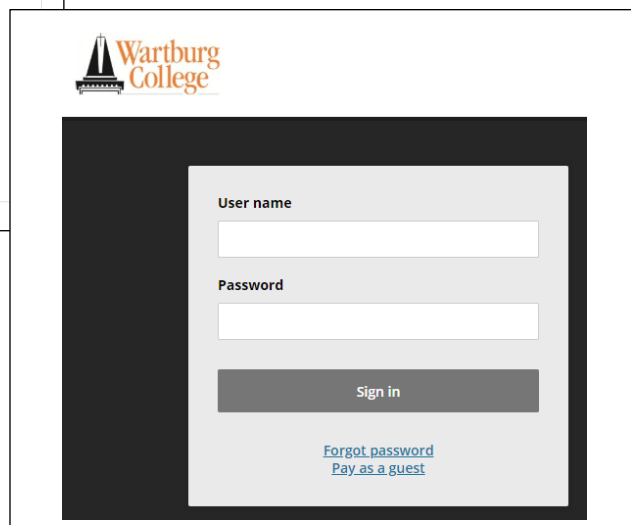 Wartburg
College
User name
Password
Sign in
Forgot password
Pay as a guest